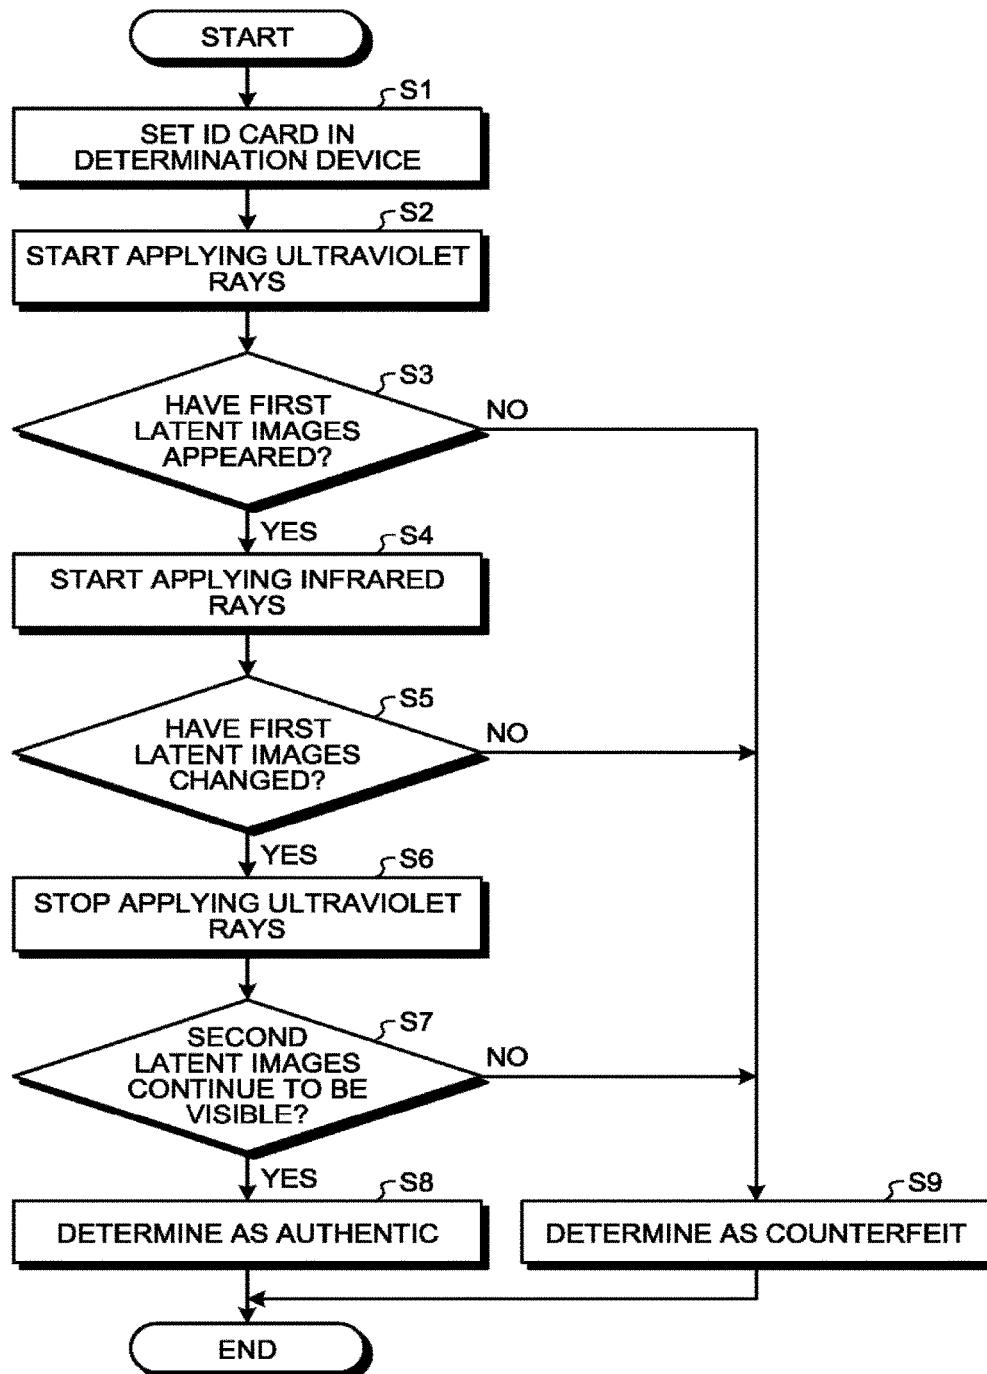 START
S1
SET ID CARD IN
DETERMINATION DEVICE
S2
START APPLYING ULTRAVIOLET
RAYS
S3
HAVE FIRST
LATENT IMAGES
APPEARED?
NO
YES
S4
START APPLYING INFRARED
RAYS
S5
HAVE FIRST
LATENT IMAGES
CHANGED?
NO
YES
S6
STOP APPLYING ULTRAVIOLET
RAYS
S7
SECOND
LATENT IMAGES
CONTINUE TO BE
VISIBLE?
NO
YES
S8
DETERMINE AS AUTHENTIC
S9
DETERMINE AS COUNTERFEIT
END